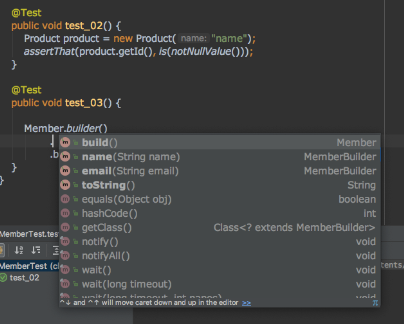 @Test
public void test_02() {
Product product = new Product( name: "name");
assertThat(product.getId(), is(notNullValue()));
}
@Test
public void test_03() {
Member.builder()
.
m build() Member
m name(String name) MemberBuilder
m email(String email) MemberBuilder
m toString() String
m equals(Object obj) boolean
m hashCode() int
m getClass() Class<? extends MemberBuilder>
m notify() void
m notifyAll() void
m wait() void
m wait(long timeout) void
m wait(long timeout, int nanos) void
^↓ and ^↑ will move caret down and up in the editor >> π
.b
}
}
MemberTest.tes
MemberTest (
test_02